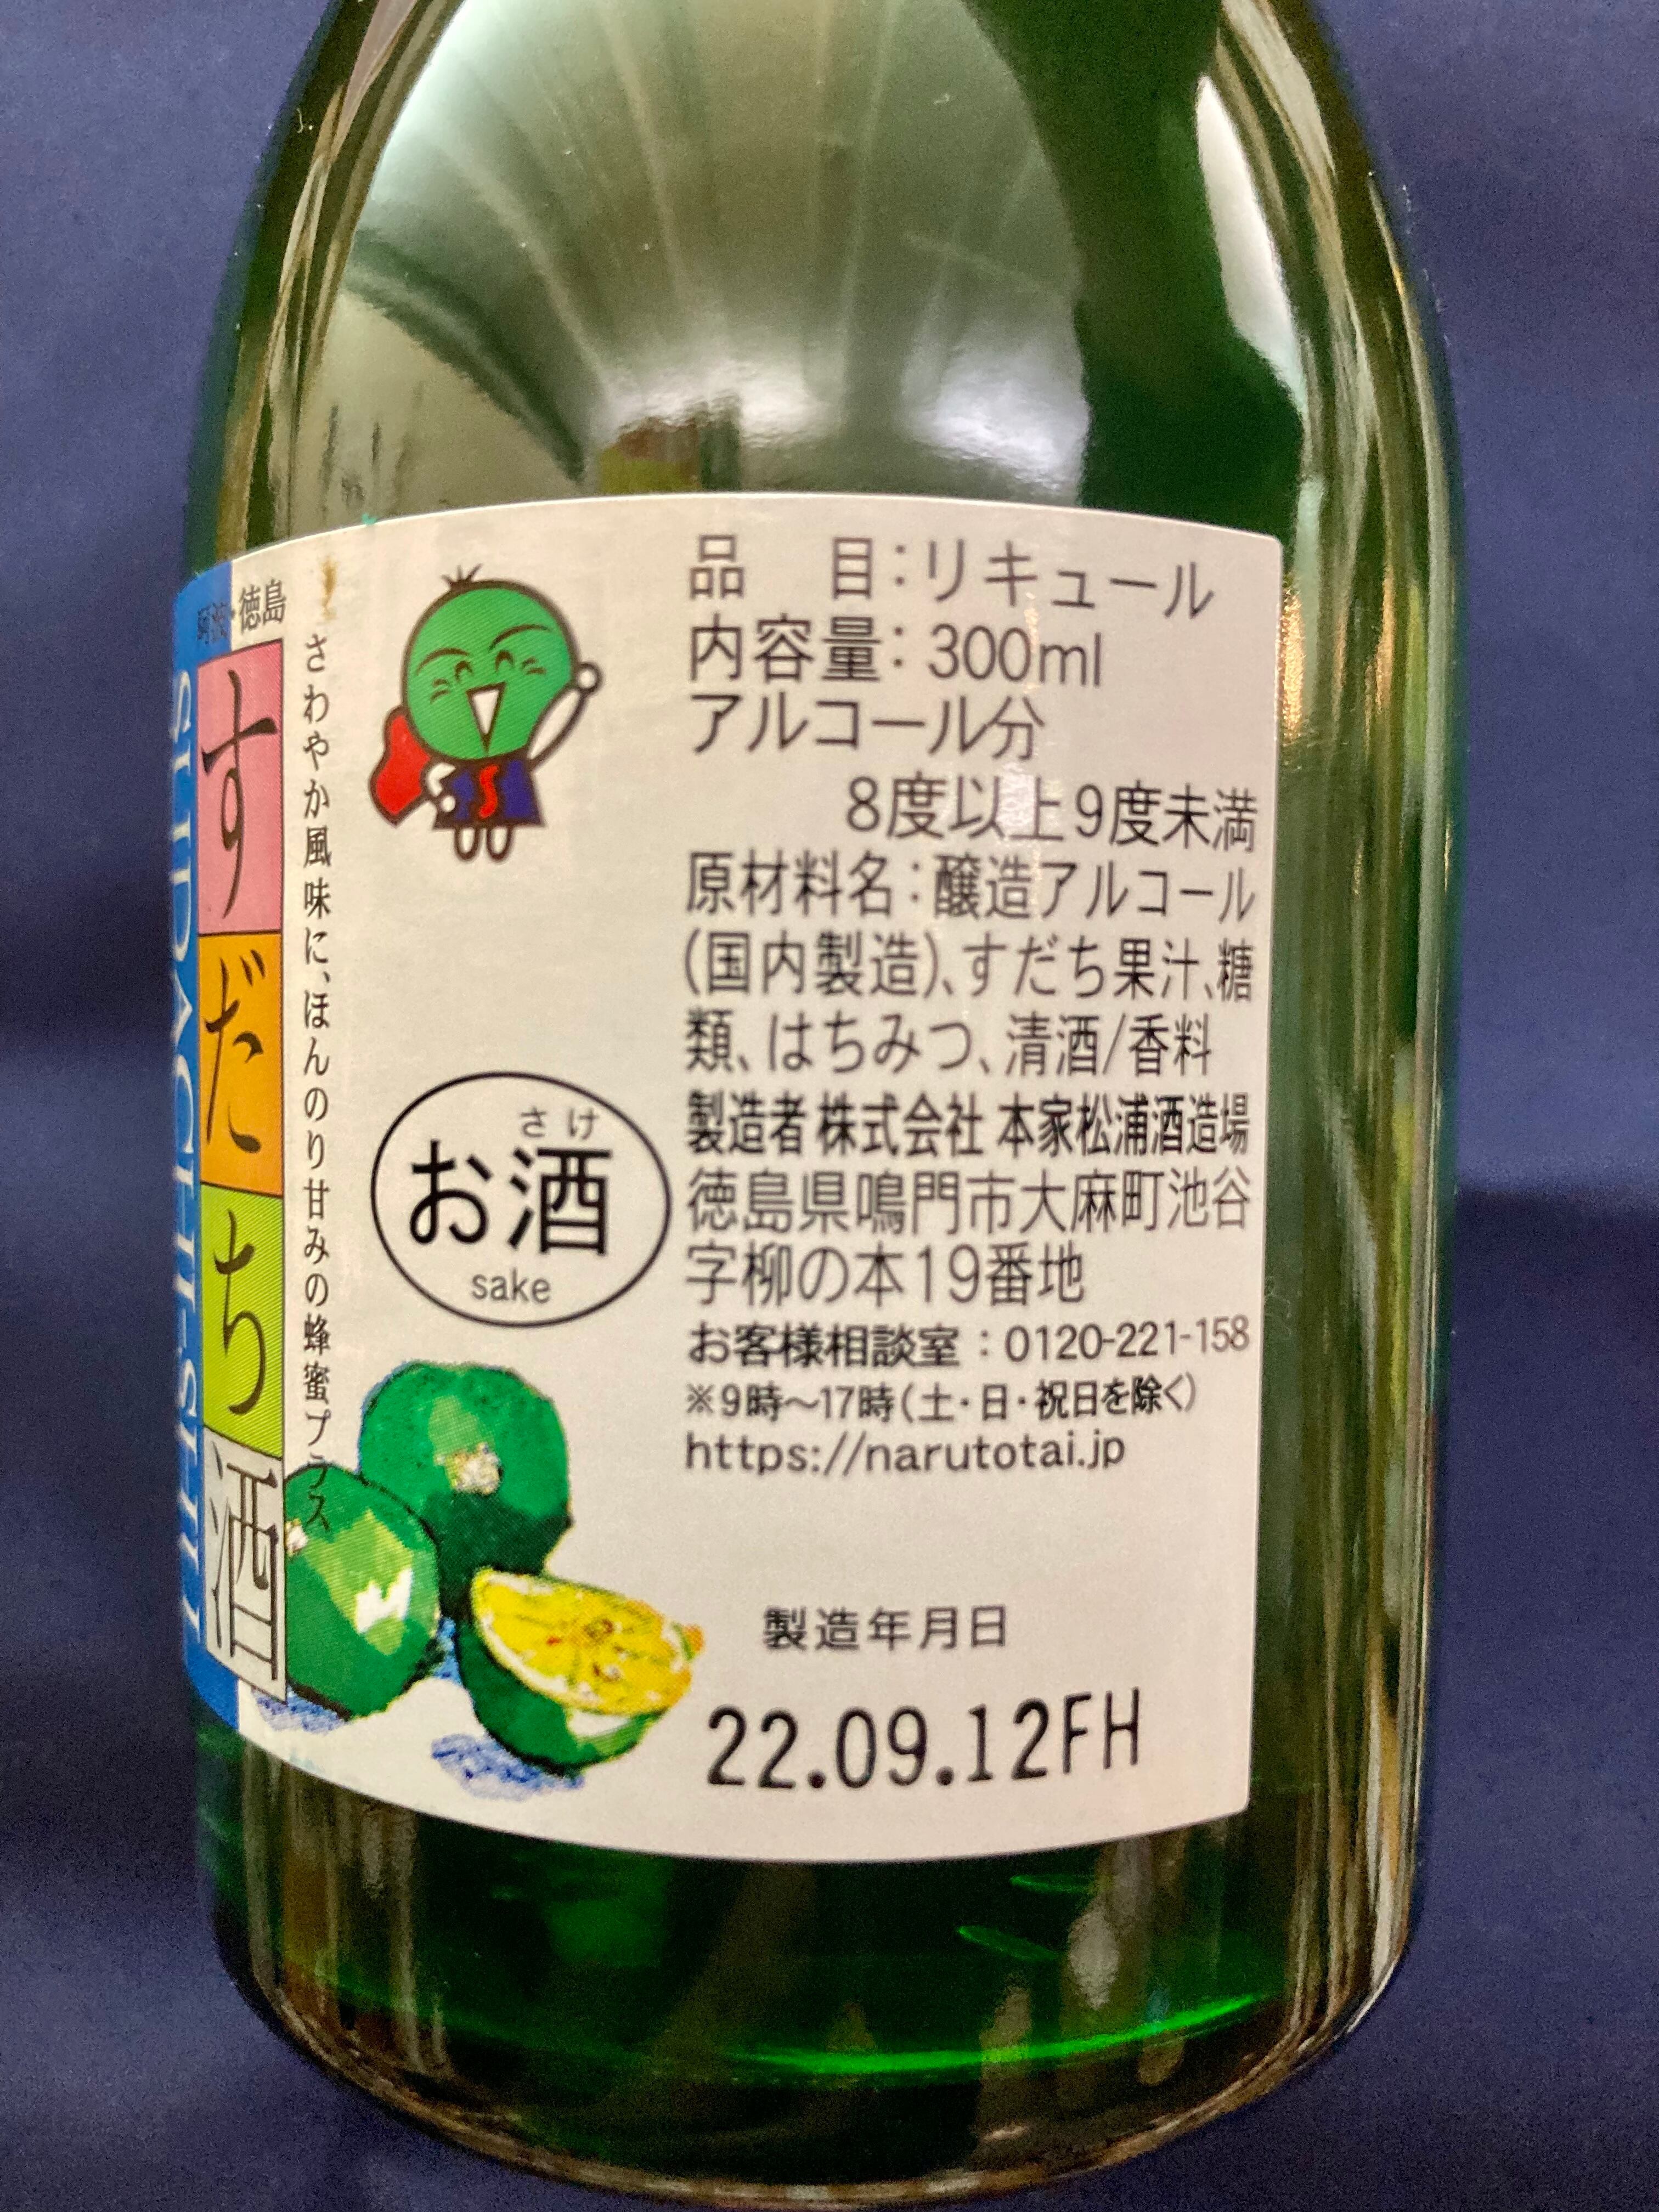 阿波・徳島
すだち酒
SUDACHI-SHU
さわやか風味に、ほんのり甘みの蜂蜜プラス
お酒
さけ
sake
品　目：リキュール
内容量：300ml
アルコール分
8度以上9度未満
原材料名：醸造アルコール
(国内製造)、すだち果汁、糖
類、はちみつ、清酒/香料
製造者 株式会社 本家松浦酒造場
徳島県鳴門市大麻町池谷
字柳の本19番地
お客様相談室：0120-221-158
※9時～17時(土・日・祝日を除く)
https://narutotai.jp
製造年月日
22.09.12FH